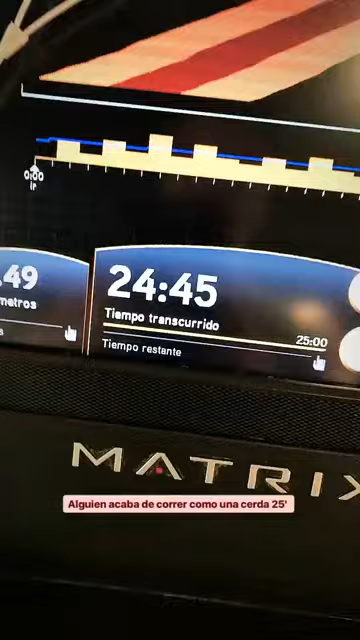 0:00
Ir
.49
metros
24:45
Tiempo transcurrido
25:00
Tiempo restante
MATRIX
Alguien acaba de correr como una cerda 25'